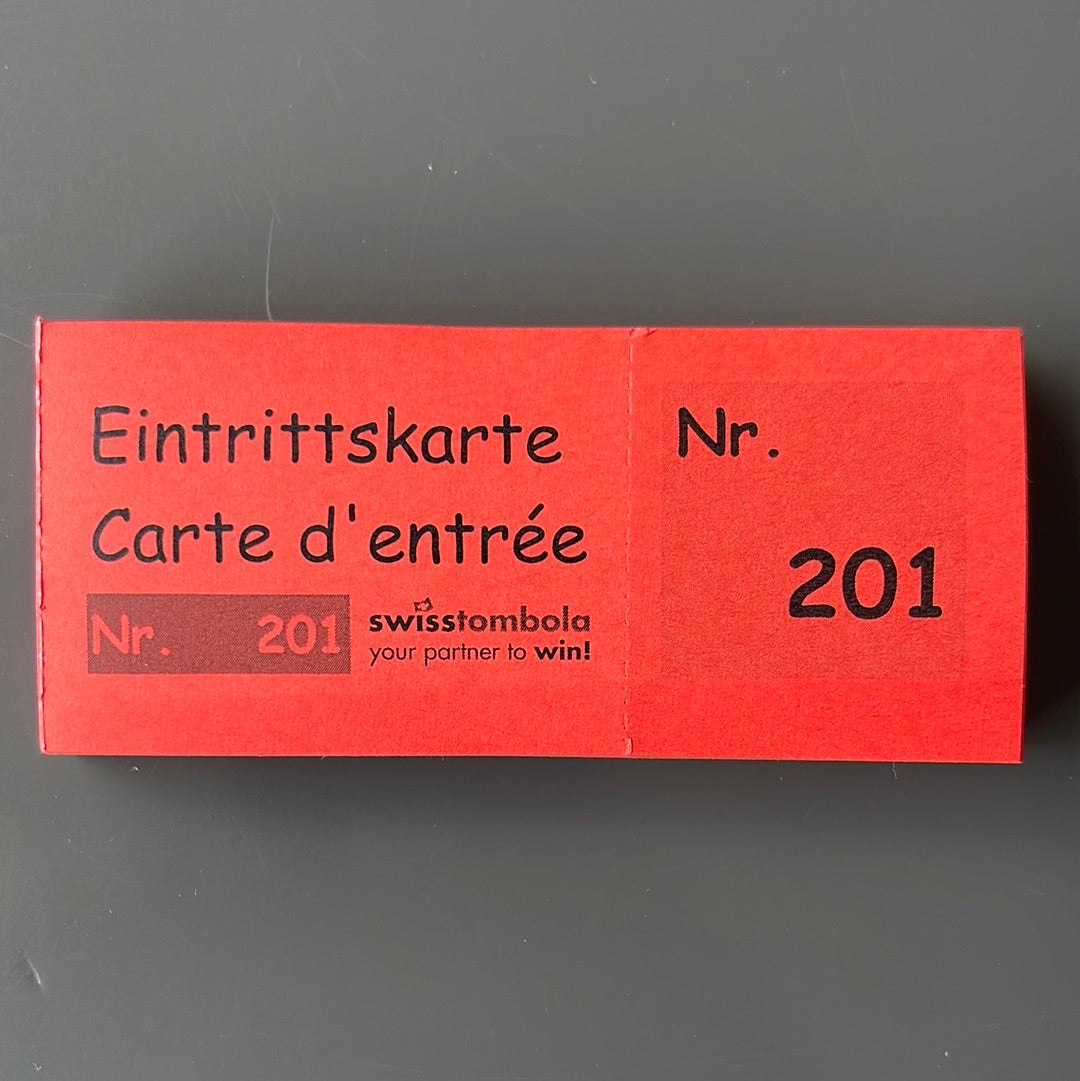 Eintrittskarte
Carte d'entrée
Nr. 201
swisstombola
your partner to win!
Nr.
201